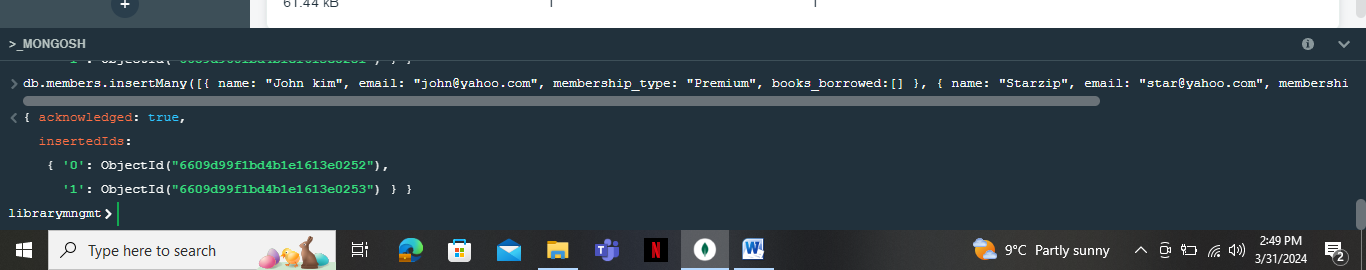 +
61.44 kB 1 1
>_MONGOSH
> db.members.insertMany([{ name: "John kim", email: "john@yahoo.com", membership_type: "Premium", books_borrowed:[] }, { name: "Starzip", email: "star@yahoo.com", membershi
< { acknowledged: true,
insertedIds:
{ '0': ObjectId("6609d99f1bd4b1e1613e0252"),
'1': ObjectId("6609d99f1bd4b1e1613e0253") } }
librarymngmt>
Type here to search
9°C Partly sunny
2:49 PM
3/31/2024
2